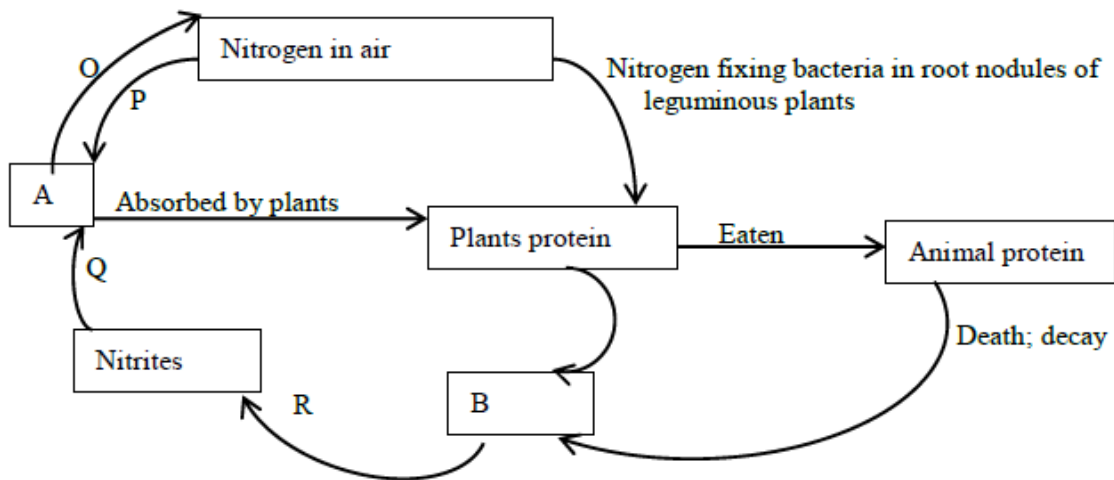 Nitrogen in air
O
P
Nitrogen fixing bacteria in root nodules of
leguminous plants
A
Absorbed by plants
Plants protein
Eaten
Animal protein
Q
Nitrites
Death; decay
R
B